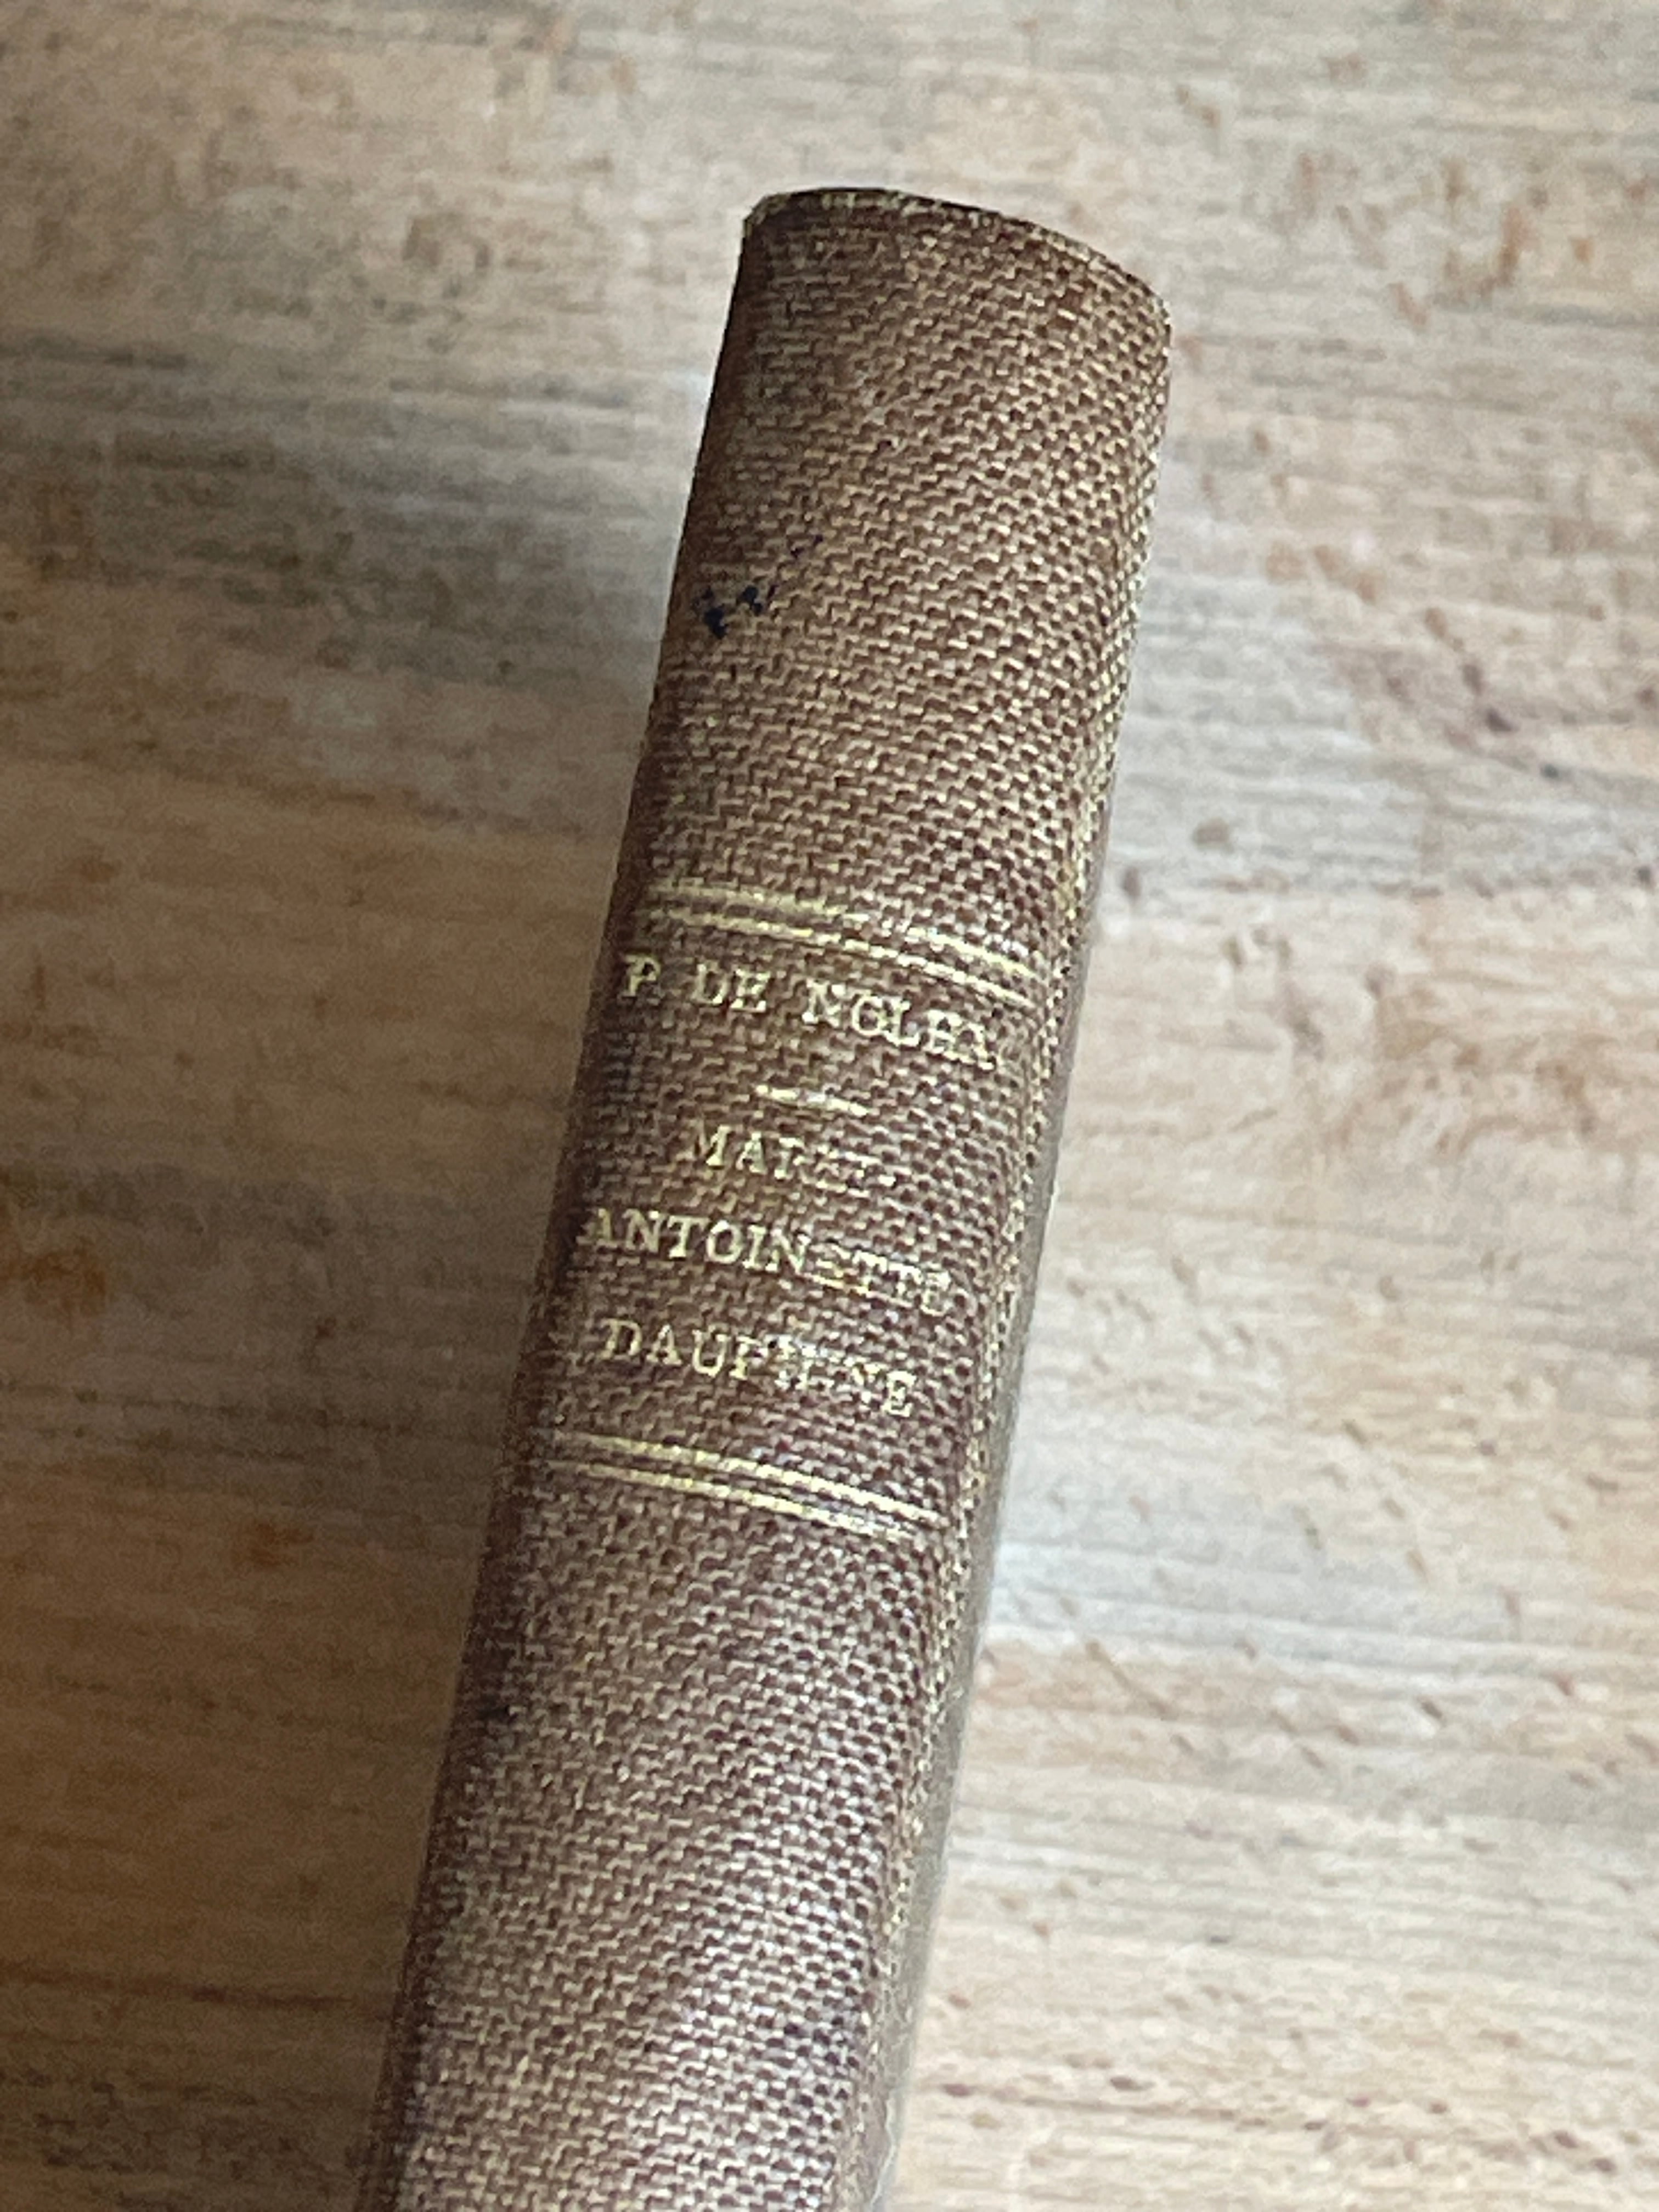 P. DE NOLHAC
MARIE
ANTOINETTE
DAUPHINE